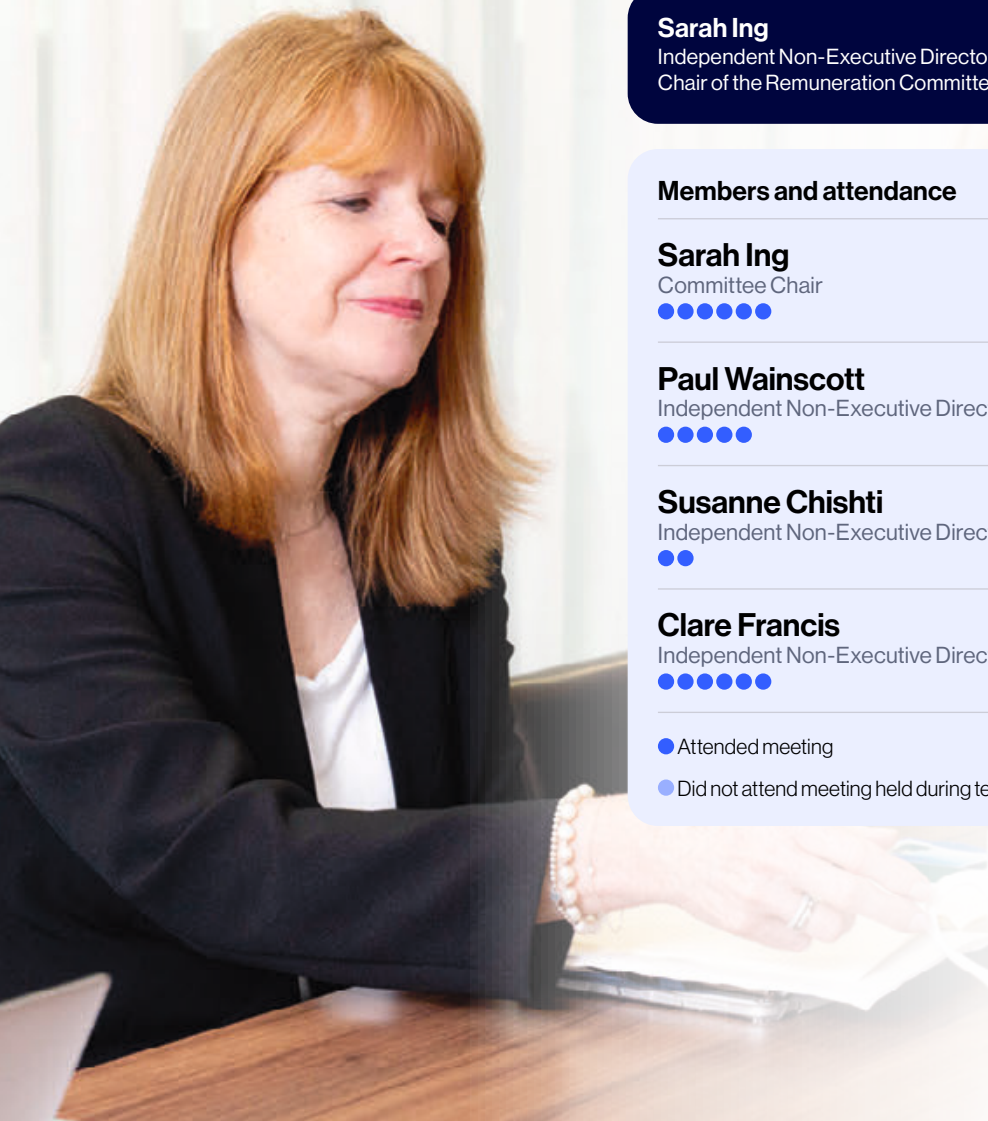 Sarah Ing
Independent Non-Executive Directo
Chair of the Remuneration Committe
Members and attendance
Sarah Ing
Committee Chair
Paul Wainscott
Independent Non-Executive Direc
Susanne Chishti
Independent Non-Executive Direc
Clare Francis
Independent Non-Executive Direc
Attended meeting
Did not attend meeting held during te